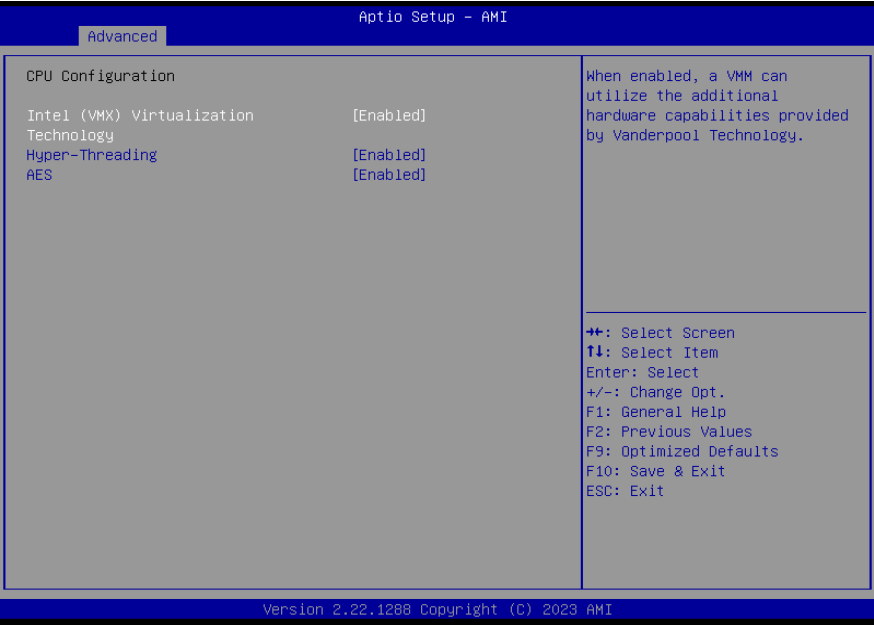 Aptio Setup – AMI
Advanced
CPU Configuration
Intel (VMX) Virtualization [Enabled]
Technology
Hyper-Threading [Enabled]
AES [Enabled]
When enabled, a VMM can
utilize the additional
hardware capabilities provided
by Vanderpool Technology.
→←: Select Screen
↑↓: Select Item
Enter: Select
+/-: Change Opt.
F1: General Help
F2: Previous Values
F9: Optimized Defaults
F10: Save & Exit
ESC: Exit
Version 2.22.1288 Copyright (C) 2023 AMI